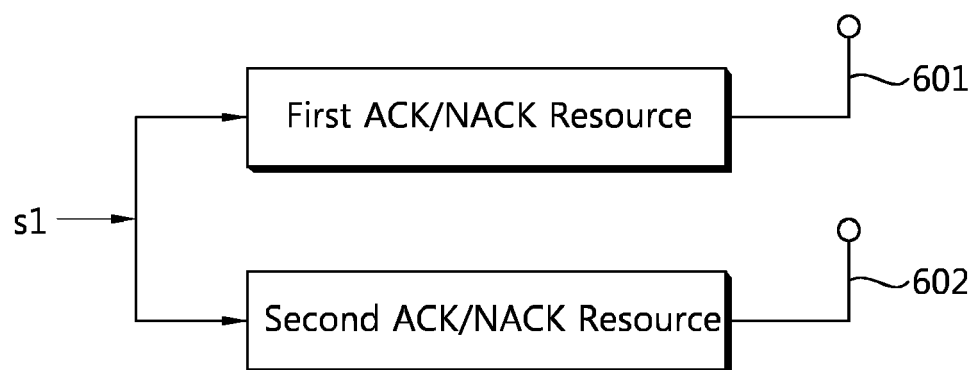 First ACK/NACK Resource
601
s1
Second ACK/NACK Resource
602